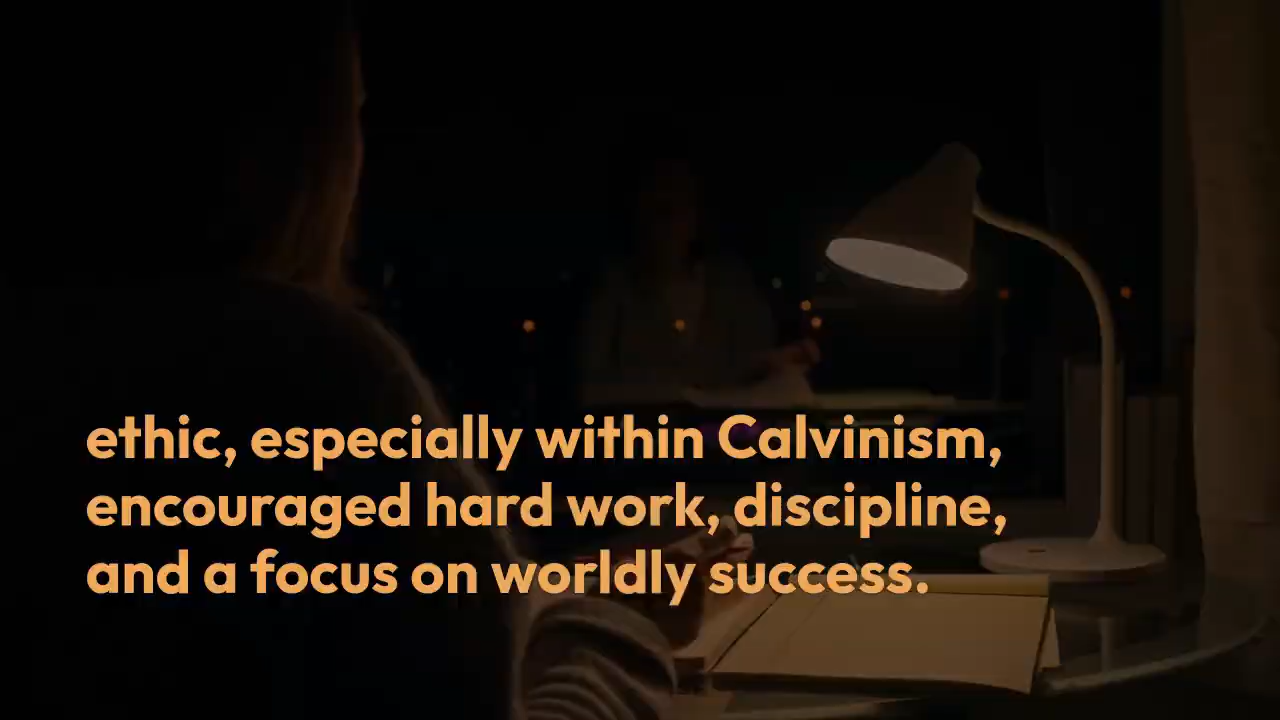 ethic, especially within Calvinism,
encouraged hard work, discipline,
and a focus on worldly success.